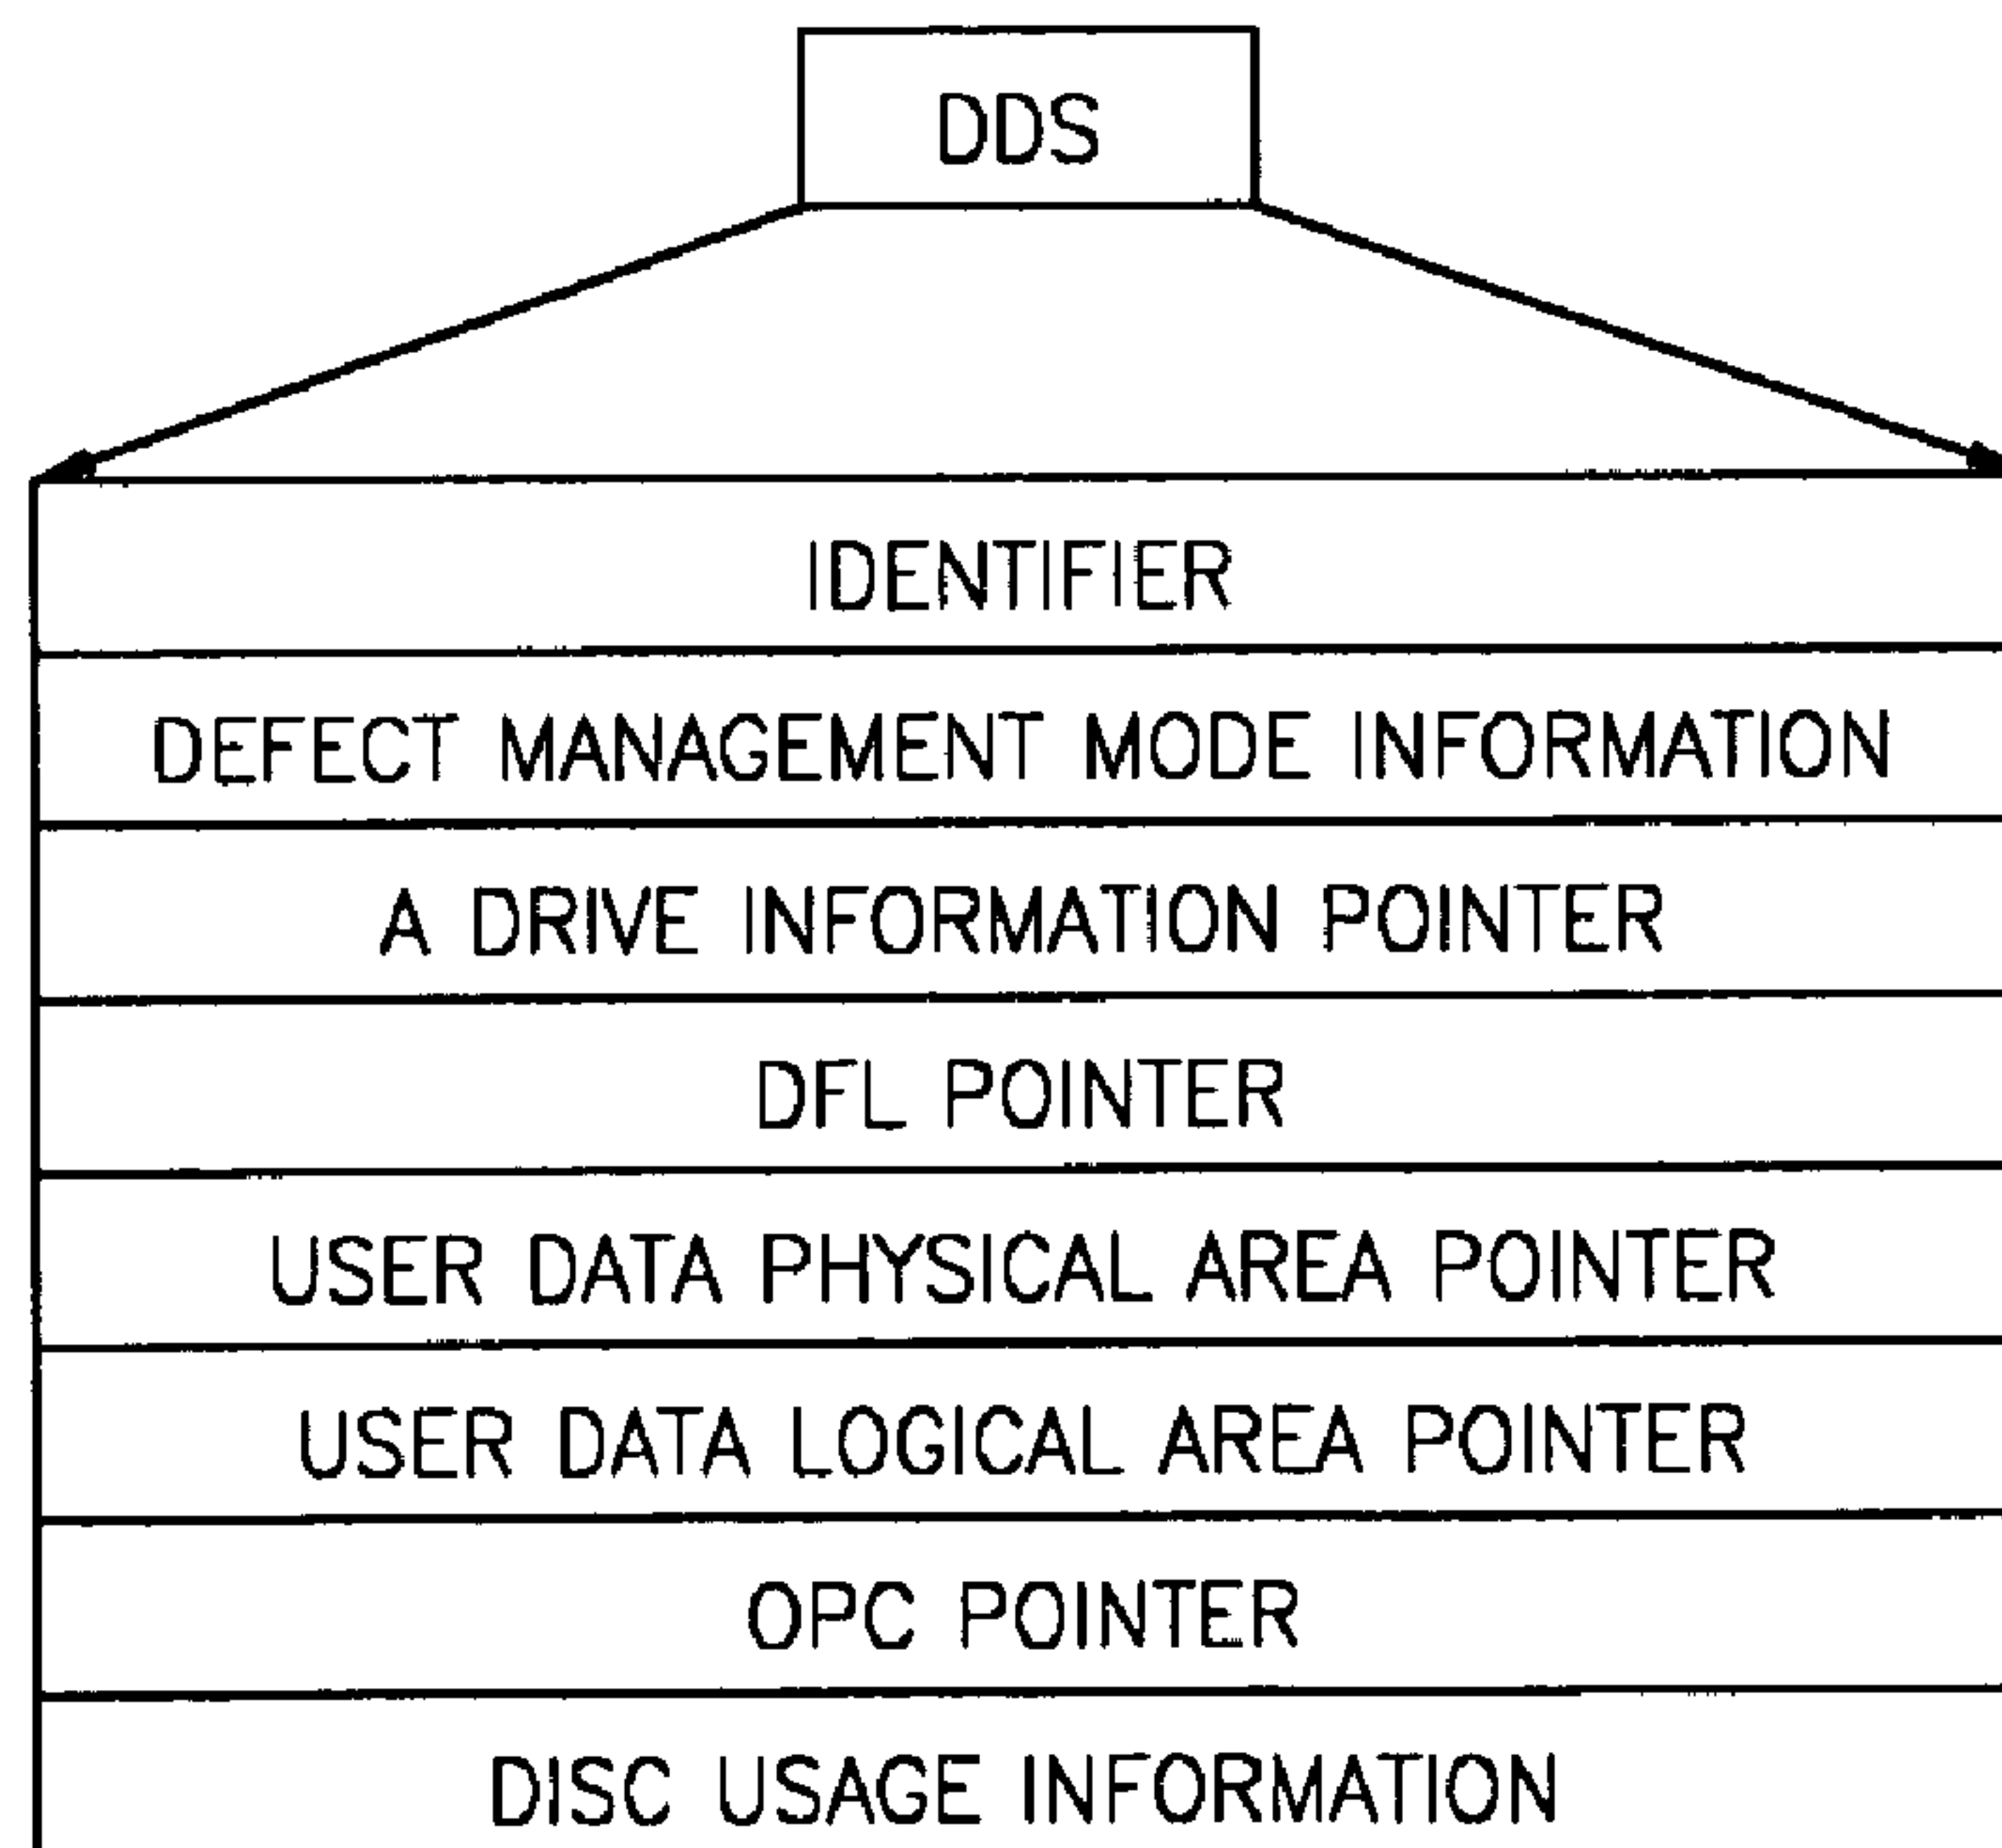 DDS
IDENTIFIER
DEFECT MANAGEMENT MODE INFORMATION
A DRIVE INFORMATION POINTER
DFL POINTER
USER DATA PHYSICAL AREA POINTER
USER DATA LOGICAL AREA POINTER
OPC POINTER
DISC USAGE INFORMATION